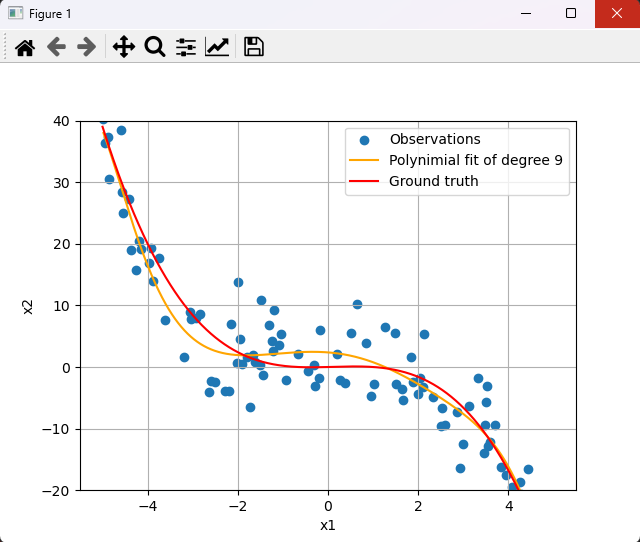 Figure 1
Observations
Polynimial fit of degree 9
Ground truth
40
30
20
10
0
−10
−20
x2
−4
−2
0
2
4
x1